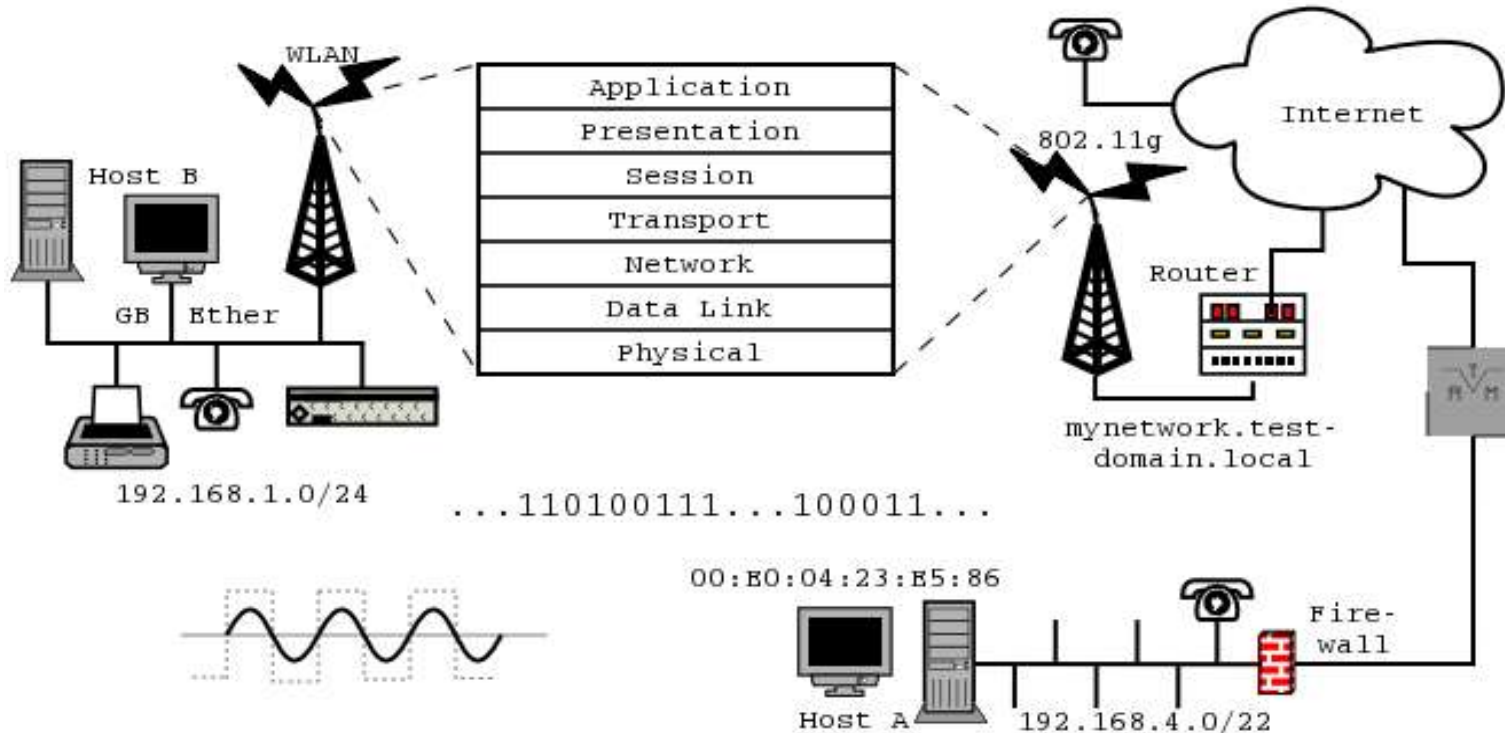 WLAN
Application
Presentation
Session
Transport
Network
Data Link
Physical
802.11g
Internet
Host B
GB Ether
Router
A T M
mynetwork.test-
domain.local
192.168.1.0/24
...110100111...100011...
00:E0:04:23:E5:86
Fire-
wall
Host A
192.168.4.0/22